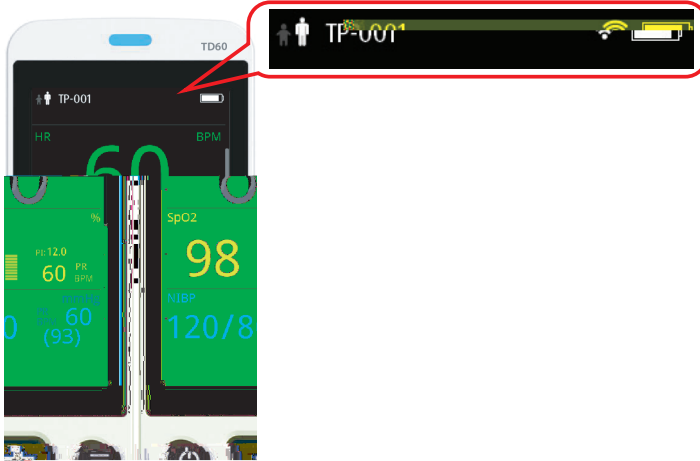 TP-001
TD60
TP-001
HR BPM
60
%
PI: 12.0
60 PR
BPM
mmHg
60
(93)
SpO2
98
NIBP
120/8